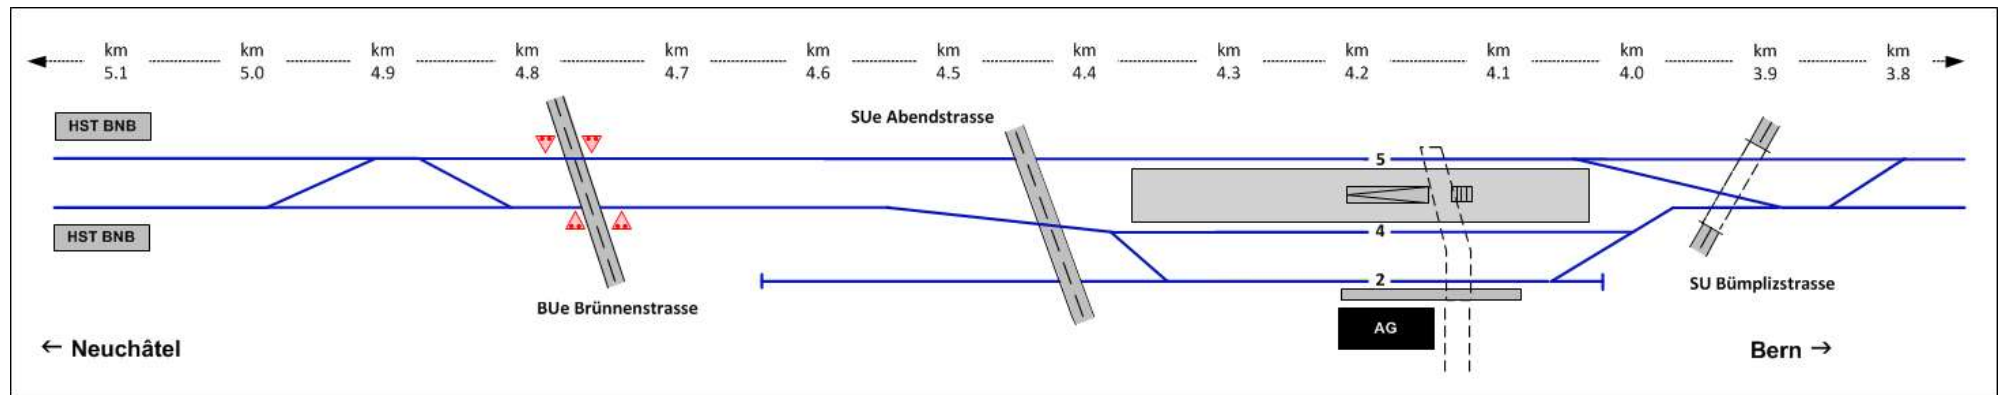 km km km km km km km km km km km km km km
5.1 5.0 4.9 4.8 4.7 4.6 4.5 4.4 4.3 4.2 4.1 4.0 3.9 3.8
HST BNB
SUe Abendstrasse
5
HST BNB
4
2
SU Bümplizstrasse
BUe Brünnenstrasse
AG
← Neuchâtel
Bern →